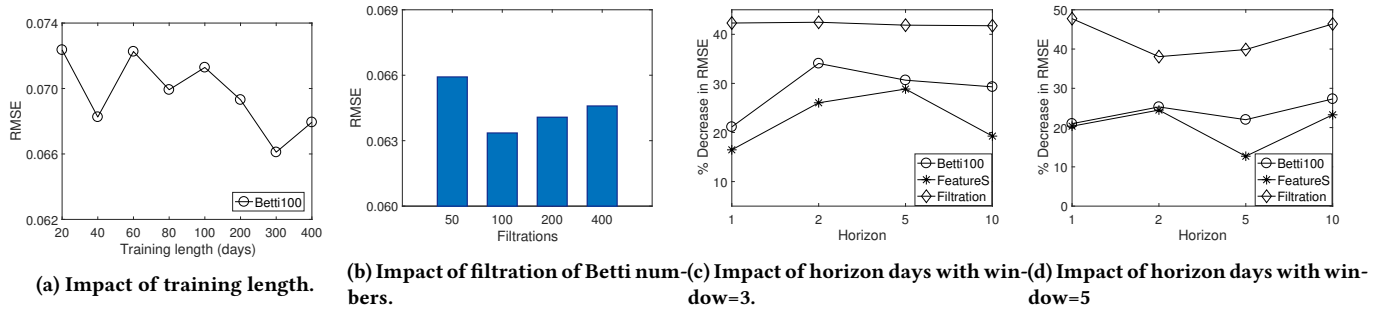 0.074
0.070
0.066
0.062
RMSE
20 40 60 80 100 200 300 400
Training length (days)
Betti100
(a) Impact of training length.
0.069
0.066
0.063
0.060
RMSE
50 100 200 400
Filtrations
(b) Impact of filtration of Betti num-
bers.
40
30
20
10
% Decrease in RMSE
1 2 5 10
Horizon
Betti100
FeatureS
Filtration
(c) Impact of horizon days with win-
dow=3.
50
40
30
20
10
0
% Decrease in RMSE
1 2 5 10
Horizon
Betti100
FeatureS
Filtration
(d) Impact of horizon days with win-
dow=5